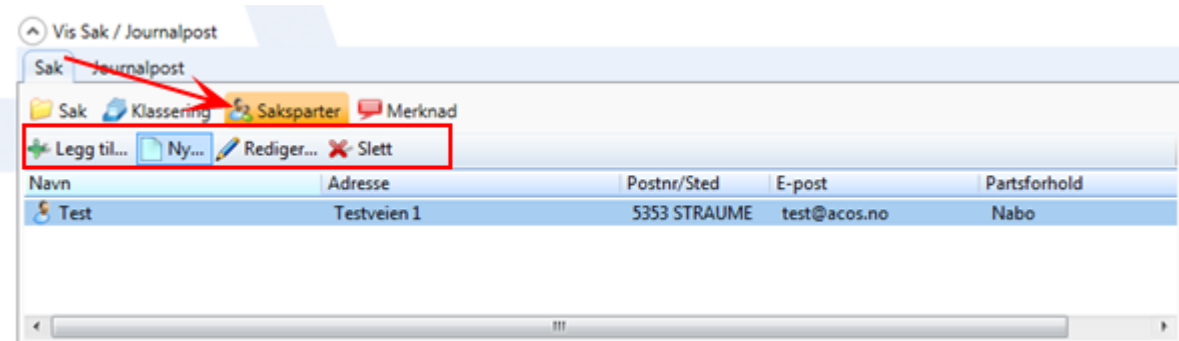 Vis Sak / Journalpost
Sak Journalpost
Sak Klassering Saksparter Merknad
Legg til... Ny... Rediger... Slett
Navn Adresse Postnr/Sted E-post Partsforhold
Test Testveien 1 5353 STRAUME test@acos.no Nabo